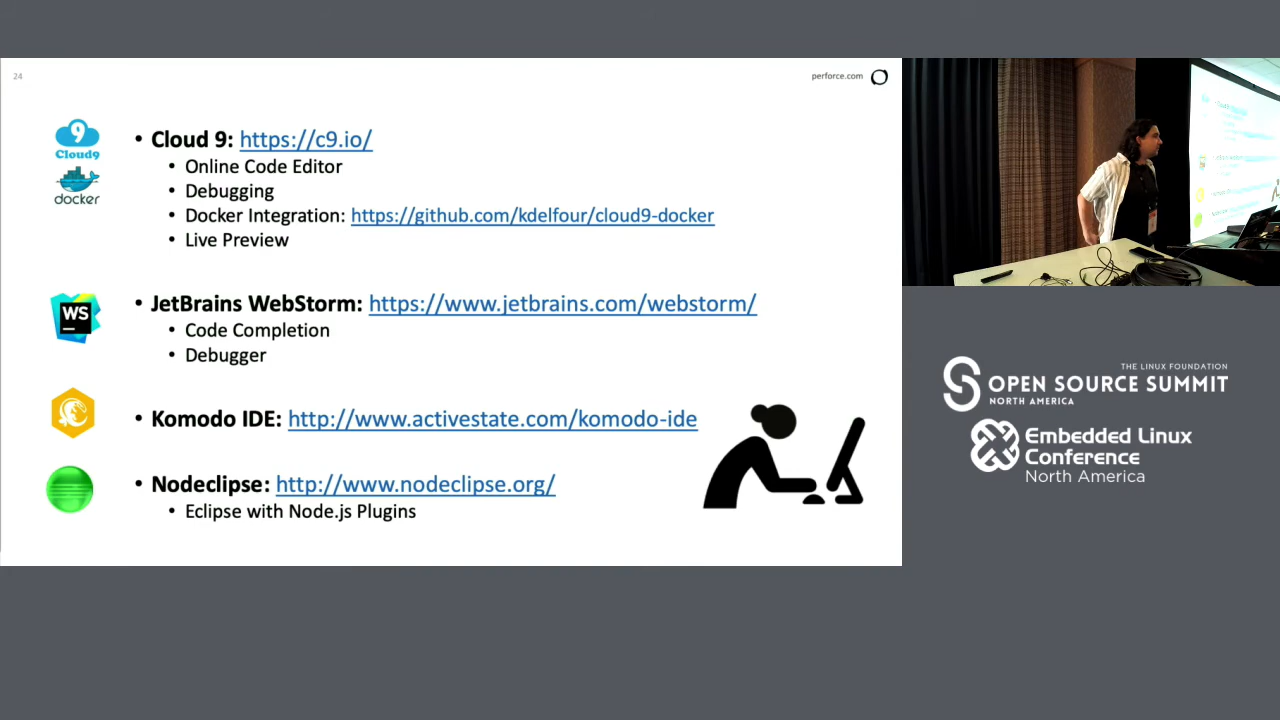 24
perforce.com
9
Cloud9
docker
• Cloud 9: https://c9.io/
• Online Code Editor
• Debugging
• Docker Integration: https://github.com/kdelfour/cloud9-docker
• Live Preview
WS
• JetBrains WebStorm: https://www.jetbrains.com/webstorm/
• Code Completion
• Debugger
• Komodo IDE: http://www.activestate.com/komodo-ide
• Nodeclipse: http://www.nodeclipse.org/
• Eclipse with Node.js Plugins
THE LINUX FOUNDATION
OPEN SOURCE SUMMIT
NORTH AMERICA
Embedded Linux
Conference
North America